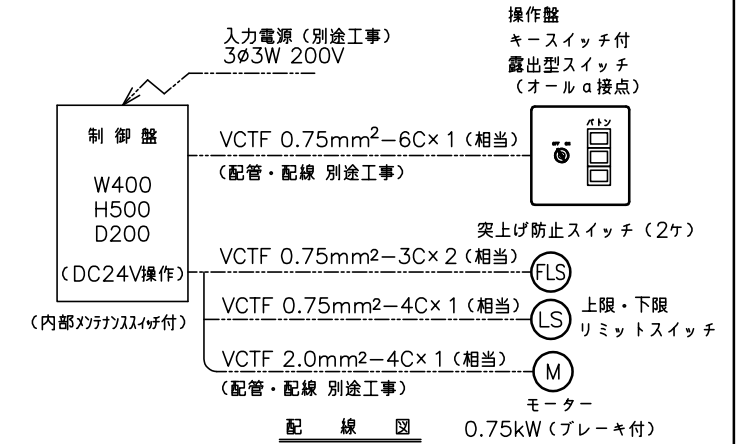 操作盤
キースイッチ付
露出型スイッチ
（オールa接点）
入力電源（別途工事）
3φ3W 200V
制御盤
W400
H500
D200
（DC24V操作）
（内部メンテナンススイッチ付）
VCTF 0.75mm2−6C×1（相当）
（配管・配線 別途工事）
OFF ON
バトン
突上げ防止スイッチ（2ケ）
VCTF 0.75mm2−3C×2（相当）
FLS
VCTF 0.75mm2−4C×1（相当）
LS
上限・下限
リミットスイッチ
VCTF 2.0mm2−4C×1（相当）
（配管・配線 別途工事）
M
モーター
0.75kW（ブレーキ付）
配線図